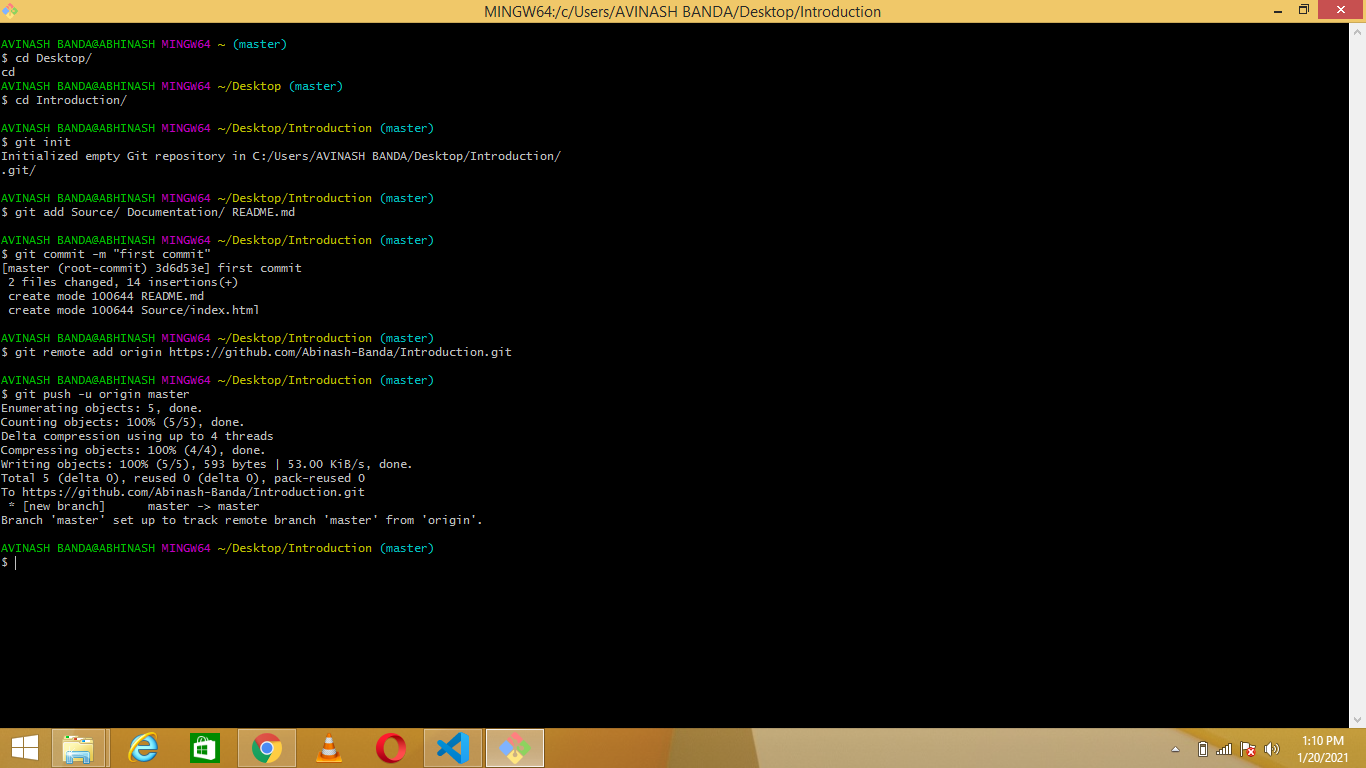 MINGW64:/c/Users/AVINASH BANDA/Desktop/Introduction
AVINASH BANDA@ABHINASH MINGW64 ~ (master)
$ cd Desktop/
cd
AVINASH BANDA@ABHINASH MINGW64 ~/Desktop (master)
$ cd Introduction/
AVINASH BANDA@ABHINASH MINGW64 ~/Desktop/Introduction (master)
$ git init
Initialized empty Git repository in C:/Users/AVINASH BANDA/Desktop/Introduction/
.git/
AVINASH BANDA@ABHINASH MINGW64 ~/Desktop/Introduction (master)
$ git add Source/ Documentation/ README.md
AVINASH BANDA@ABHINASH MINGW64 ~/Desktop/Introduction (master)
$ git commit -m "first commit"
[master (root-commit) 3d6d53e] first commit
 2 files changed, 14 insertions(+)
 create mode 100644 README.md
 create mode 100644 Source/index.html
AVINASH BANDA@ABHINASH MINGW64 ~/Desktop/Introduction (master)
$ git remote add origin https://github.com/Abinash-Banda/Introduction.git
AVINASH BANDA@ABHINASH MINGW64 ~/Desktop/Introduction (master)
$ git push -u origin master
Enumerating objects: 5, done.
Counting objects: 100% (5/5), done.
Delta compression using up to 4 threads
Compressing objects: 100% (4/4), done.
Writing objects: 100% (5/5), 593 bytes | 53.00 KiB/s, done.
Total 5 (delta 0), reused 0 (delta 0), pack-reused 0
To https://github.com/Abinash-Banda/Introduction.git
 * [new branch]      master -> master
Branch 'master' set up to track remote branch 'master' from 'origin'.
AVINASH BANDA@ABHINASH MINGW64 ~/Desktop/Introduction (master)
$
1:10 PM
1/20/2021